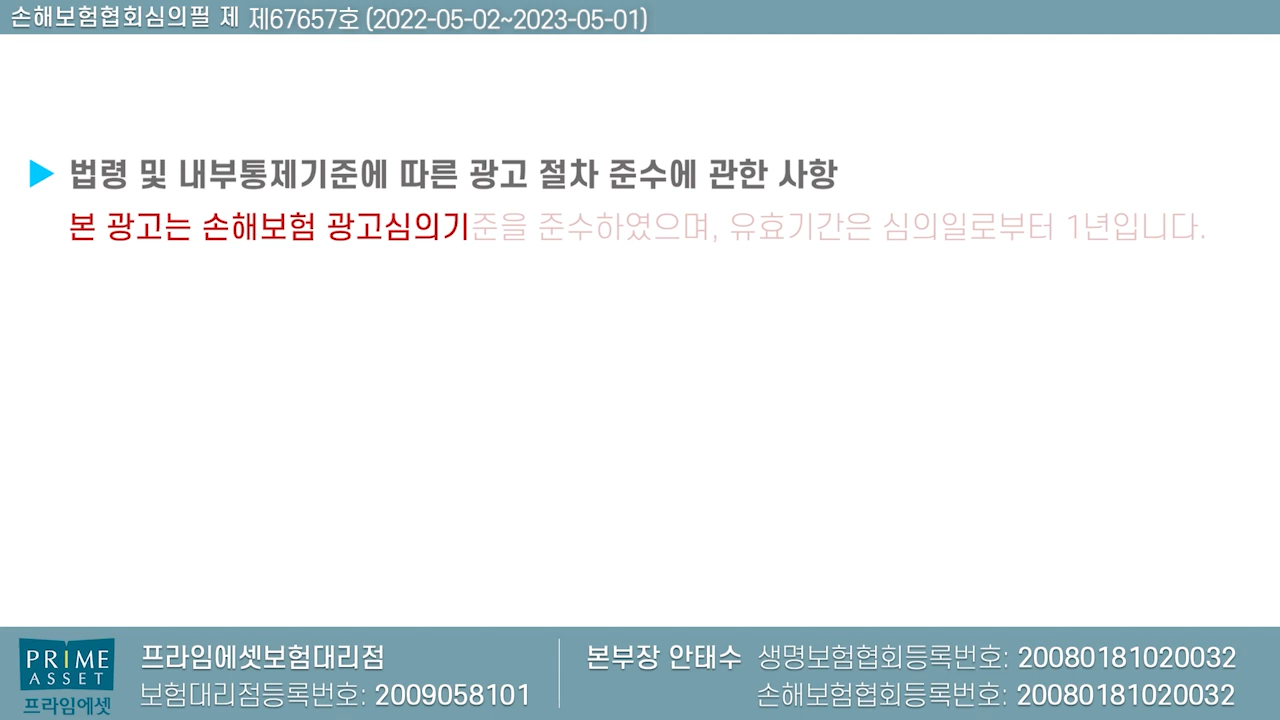 손해보험협회심의필 제 제67657호 (2022-05-02~2023-05-01)
▶ 법령 및 내부통제기준에 따른 광고 절차 준수에 관한 사항
본 광고는 손해보험 광고심의기준을 준수하였으며, 유효기간은 심의일로부터 1년입니다.
PRIME
ASSET
프라임에셋
프라임에셋보험대리점
보험대리점등록번호: 2009058101
본부장 안태수 생명보험협회등록번호: 20080181020032
손해보험협회등록번호: 20080181020032